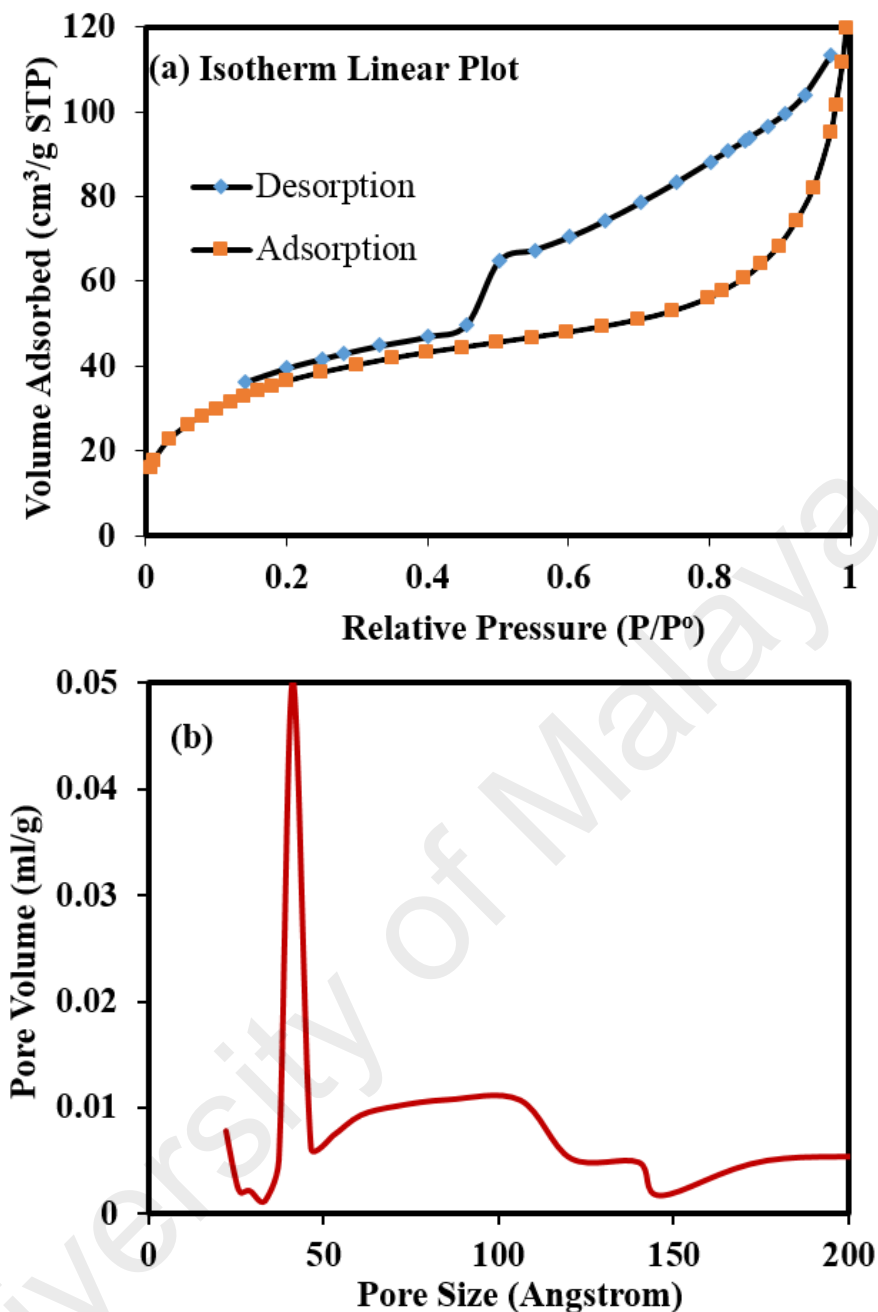 (a) Isotherm Linear Plot
Volume Adsorbed (cm³/g STP)
120
100
80
60
40
20
0
Desorption
Adsorption
0 0.2 0.4 0.6 0.8 1
Relative Pressure (P/Pᵒ)
(b)
Pore Volume (ml/g)
0.05
0.04
0.03
0.02
0.01
0
0 50 100 150 200
Pore Size (Angstrom)
University of Malaya